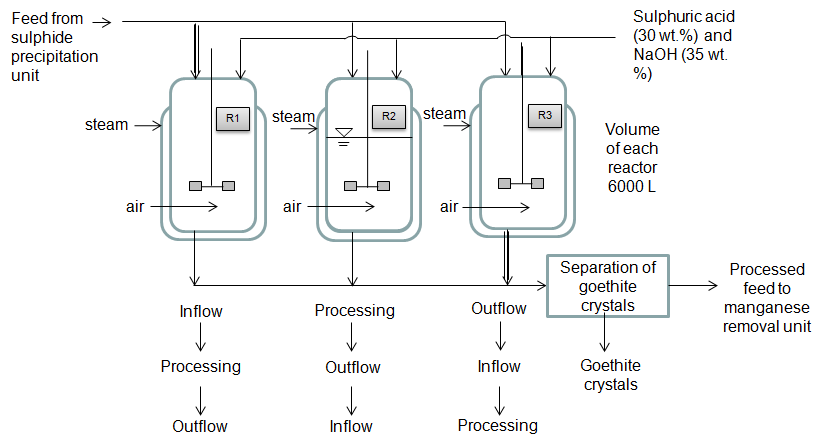 Feed from
sulphide
precipitation
unit
Sulphuric acid
(30 wt.%) and
NaOH (35 wt.
%)
R1
R2
R3
steam
steam
steam
Volume
of each
reactor
6000 L
air
air
air
Separation of
goethite
crystals
Processed
feed to
manganese
removal unit
Inflow
Processing
Outflow
Processing
Outflow
Inflow
Goethite
crystals
Outflow
Inflow
Processing